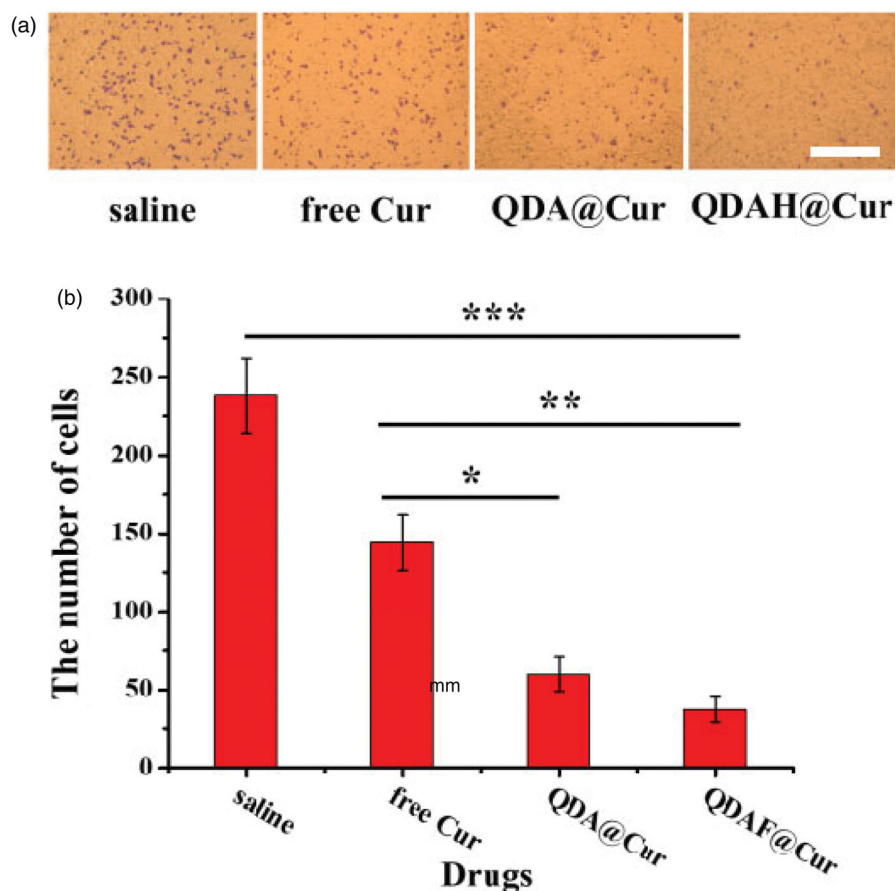 (a)
saline free Cur QDA@Cur QDAH@Cur
(b)
The number of cells
300
250
200
150
100
50
0
***
**
*
mm
saline free Cur QDA@Cur QDAF@Cur
Drugs